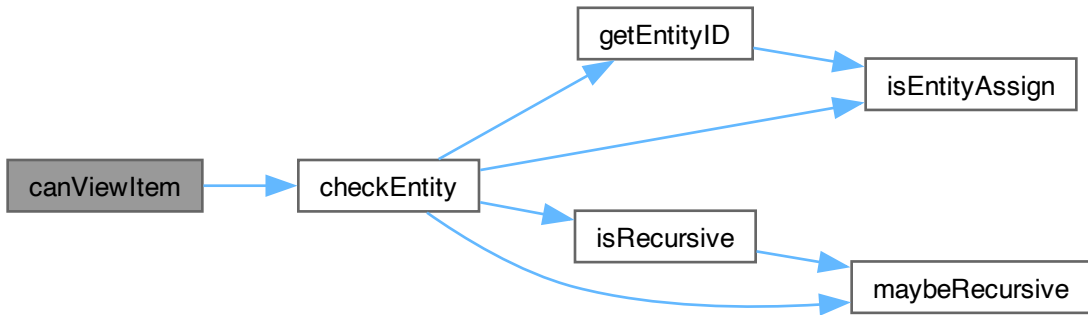 canViewItem
checkEntity
getEntityID
isEntityAssign
isRecursive
maybeRecursive